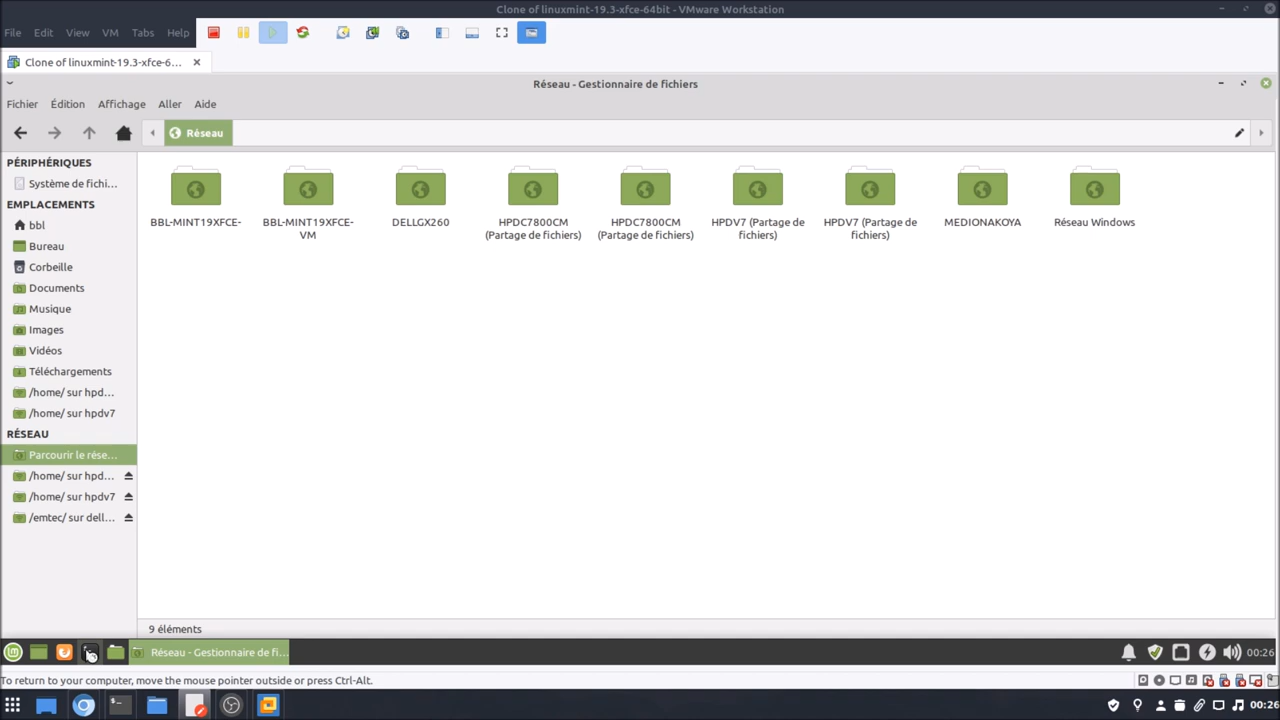 Clone of linuxmint-19.3-xfce-64bit - VMware Workstation
File Edit View VM Tabs Help
Clone of linuxmint-19.3-xfce-6...
Réseau - Gestionnaire de fichiers
Fichier Édition Affichage Aller Aide
Réseau
PÉRIPHÉRIQUES
Système de fichi...
EMPLACEMENTS
bbl
Bureau
Corbeille
Documents
Musique
Images
Vidéos
Téléchargements
/home/ sur hpd...
/home/ sur hpdv7
RÉSEAU
Parcourir le rése...
/home/ sur hpd...
/home/ sur hpdv7
/emtec/ sur dell...
BBL-MINT19XFCE-
BBL-MINT19XFCE-
VM
DELLGX260
HPDC7800CM
(Partage de fichiers)
HPDC7800CM
(Partage de fichiers)
HPDV7 (Partage de
fichiers)
HPDV7 (Partage de
fichiers)
MEDIONAKOYA
Réseau Windows
9 éléments
Réseau - Gestionnaire de fi...
00:26
To return to your computer, move the mouse pointer outside or press Ctrl-Alt.
00:26